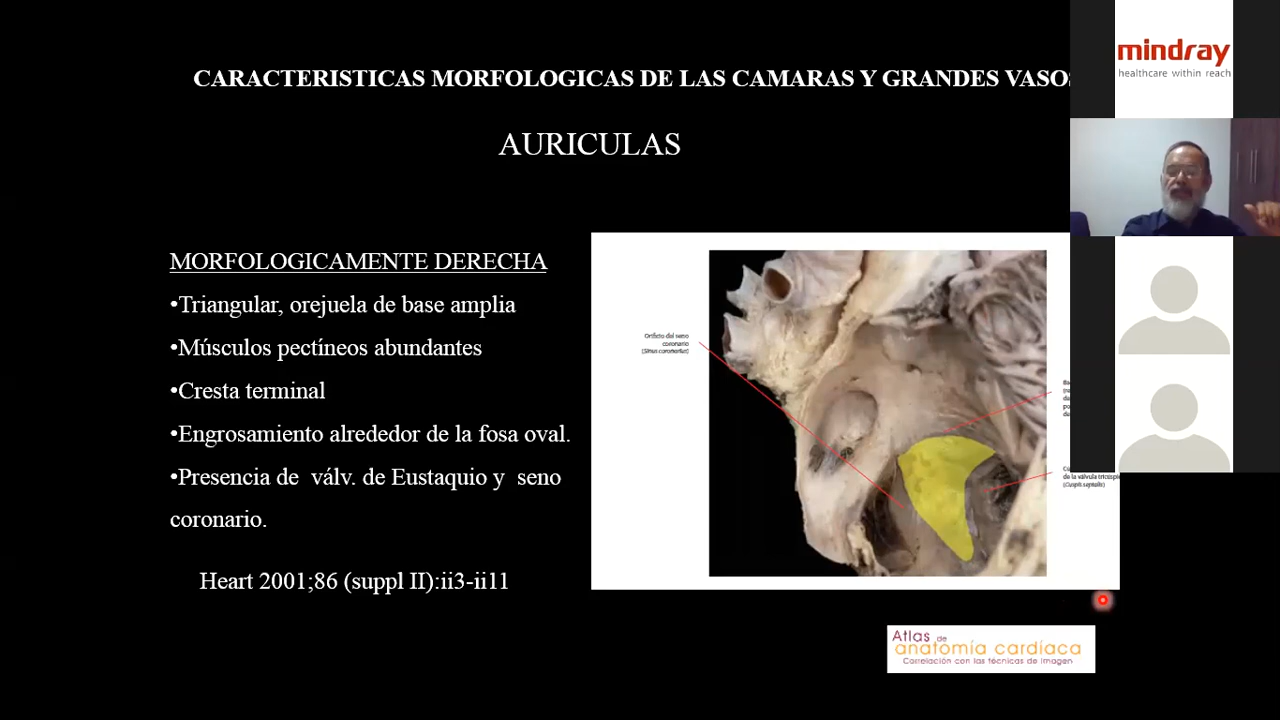 CARACTERISTICAS MORFOLOGICAS DE LAS CAMARAS Y GRANDES VASOS
AURICULAS
MORFOLOGICAMENTE DERECHA
•Triangular, orejuela de base amplia
•Músculos pectíneos abundantes
•Cresta terminal
•Engrosamiento alrededor de la fosa oval.
•Presencia de válv. de Eustaquio y seno
coronario.
Heart 2001;86 (suppl II):ii3-ii11
Orificio del seno
coronario
(Sinus coronarius)
de la válvula tricúspide
(Cuspis septalis)
Atlas de
anatomía cardíaca
Correlación con las técnicas de imagen
mindray
healthcare within reach